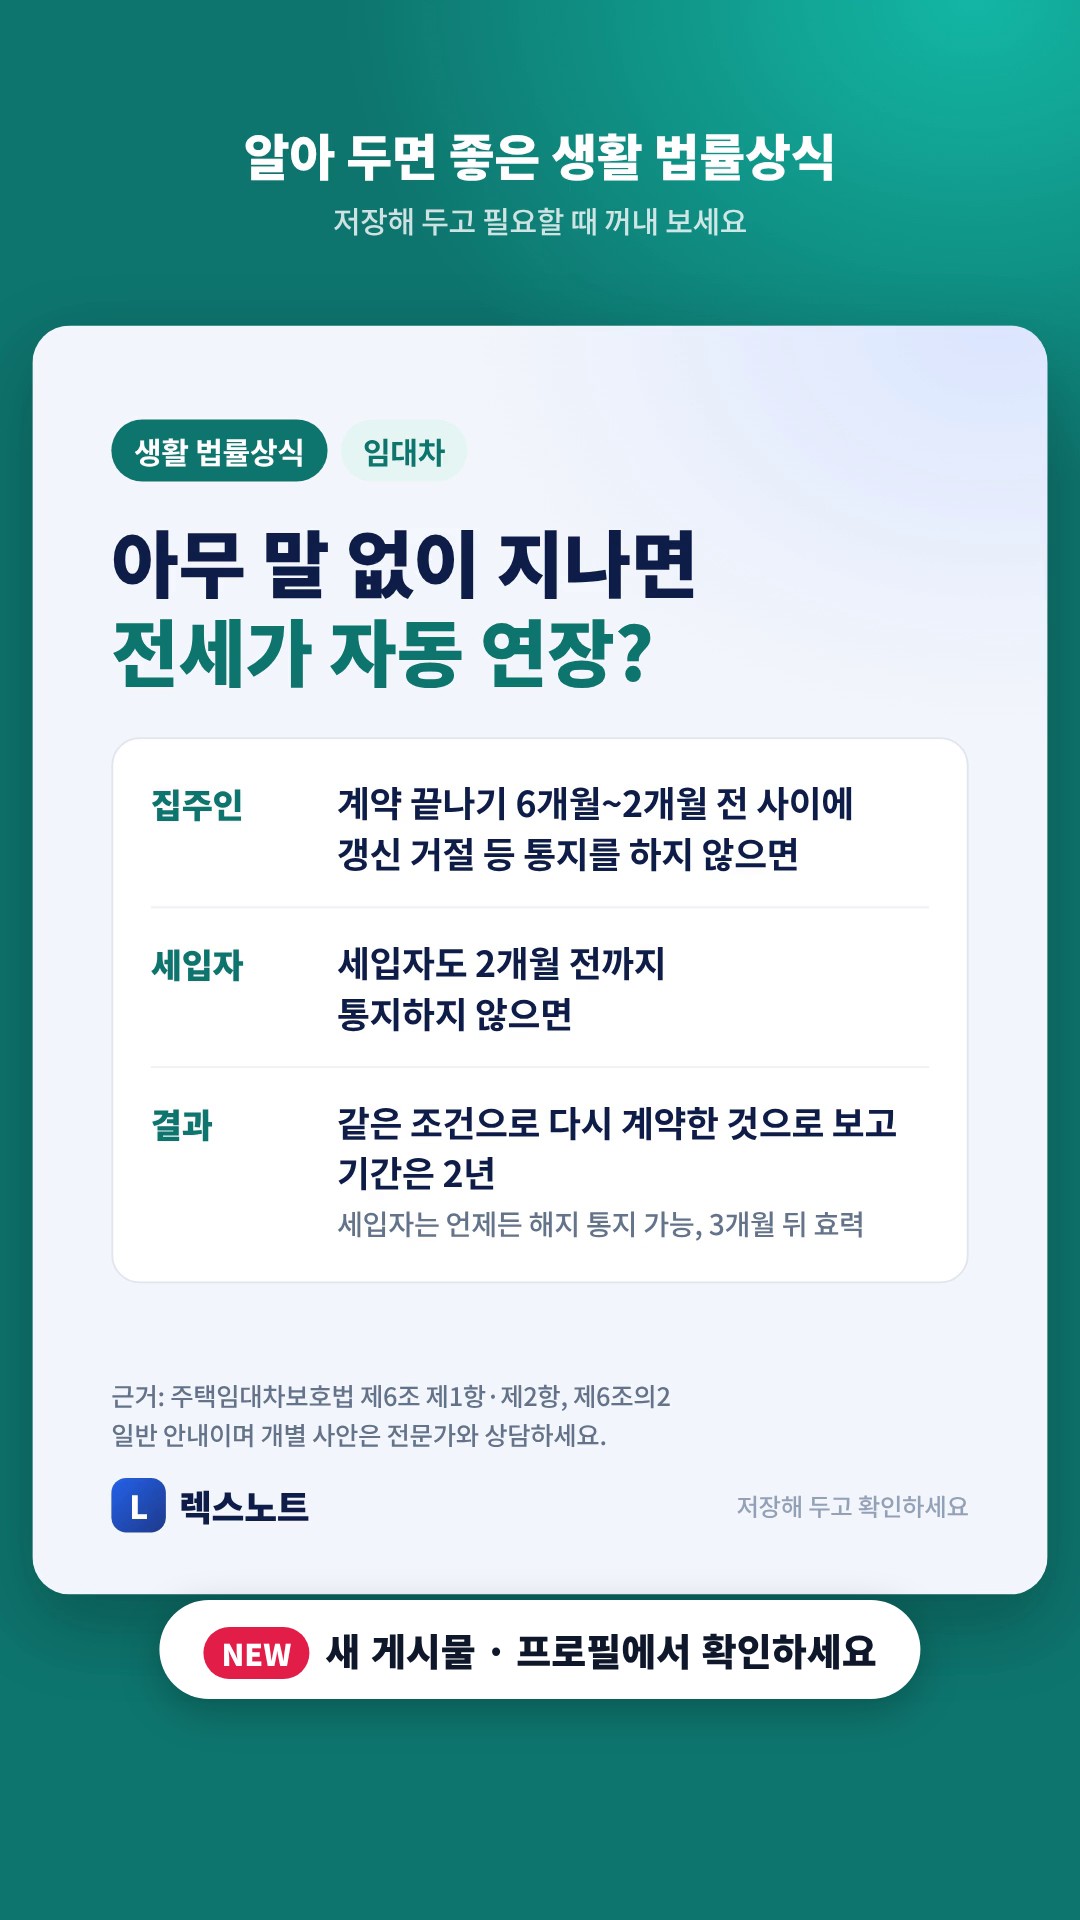 알아 두면 좋은 생활 법률상식
저장해 두고 필요할 때 꺼내 보세요
생활 법률상식
임대차
아무 말 없이 지나면
전세가 자동 연장?
집주인
계약 끝나기 6개월~2개월 전 사이에
갱신 거절 등 통지를 하지 않으면
세입자
세입자도 2개월 전까지
통지하지 않으면
결과
같은 조건으로 다시 계약한 것으로 보고
기간은 2년
세입자는 언제든 해지 통지 가능, 3개월 뒤 효력
근거: 주택임대차보호법 제6조 제1항·제2항, 제6조의2
일반 안내이며 개별 사안은 전문가와 상담하세요.
L 렉스노트
저장해 두고 확인하세요
NEW 새 게시물 · 프로필에서 확인하세요